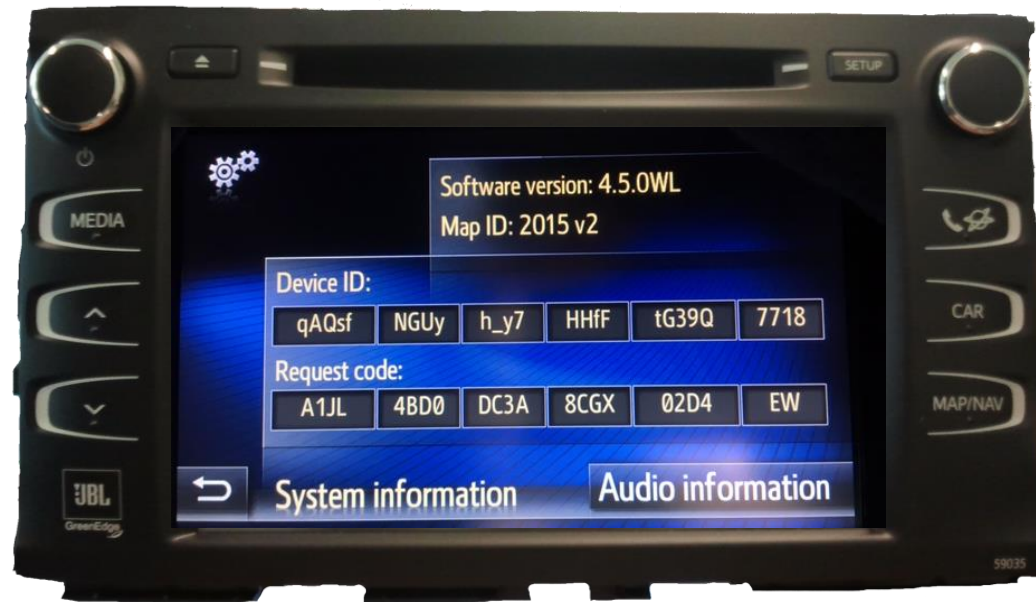 SETUP
MEDIA
CAR
MAP/NAV
JBL
GreenEdge
59035
Software version: 4.5.0WL
Map ID: 2015 v2
Device ID:
qAQsf NGUy h_y7 HHfF tG39Q 7718
Request code:
A1JL 4BD0 DC3A 8CGX 02D4 EW
System information Audio information